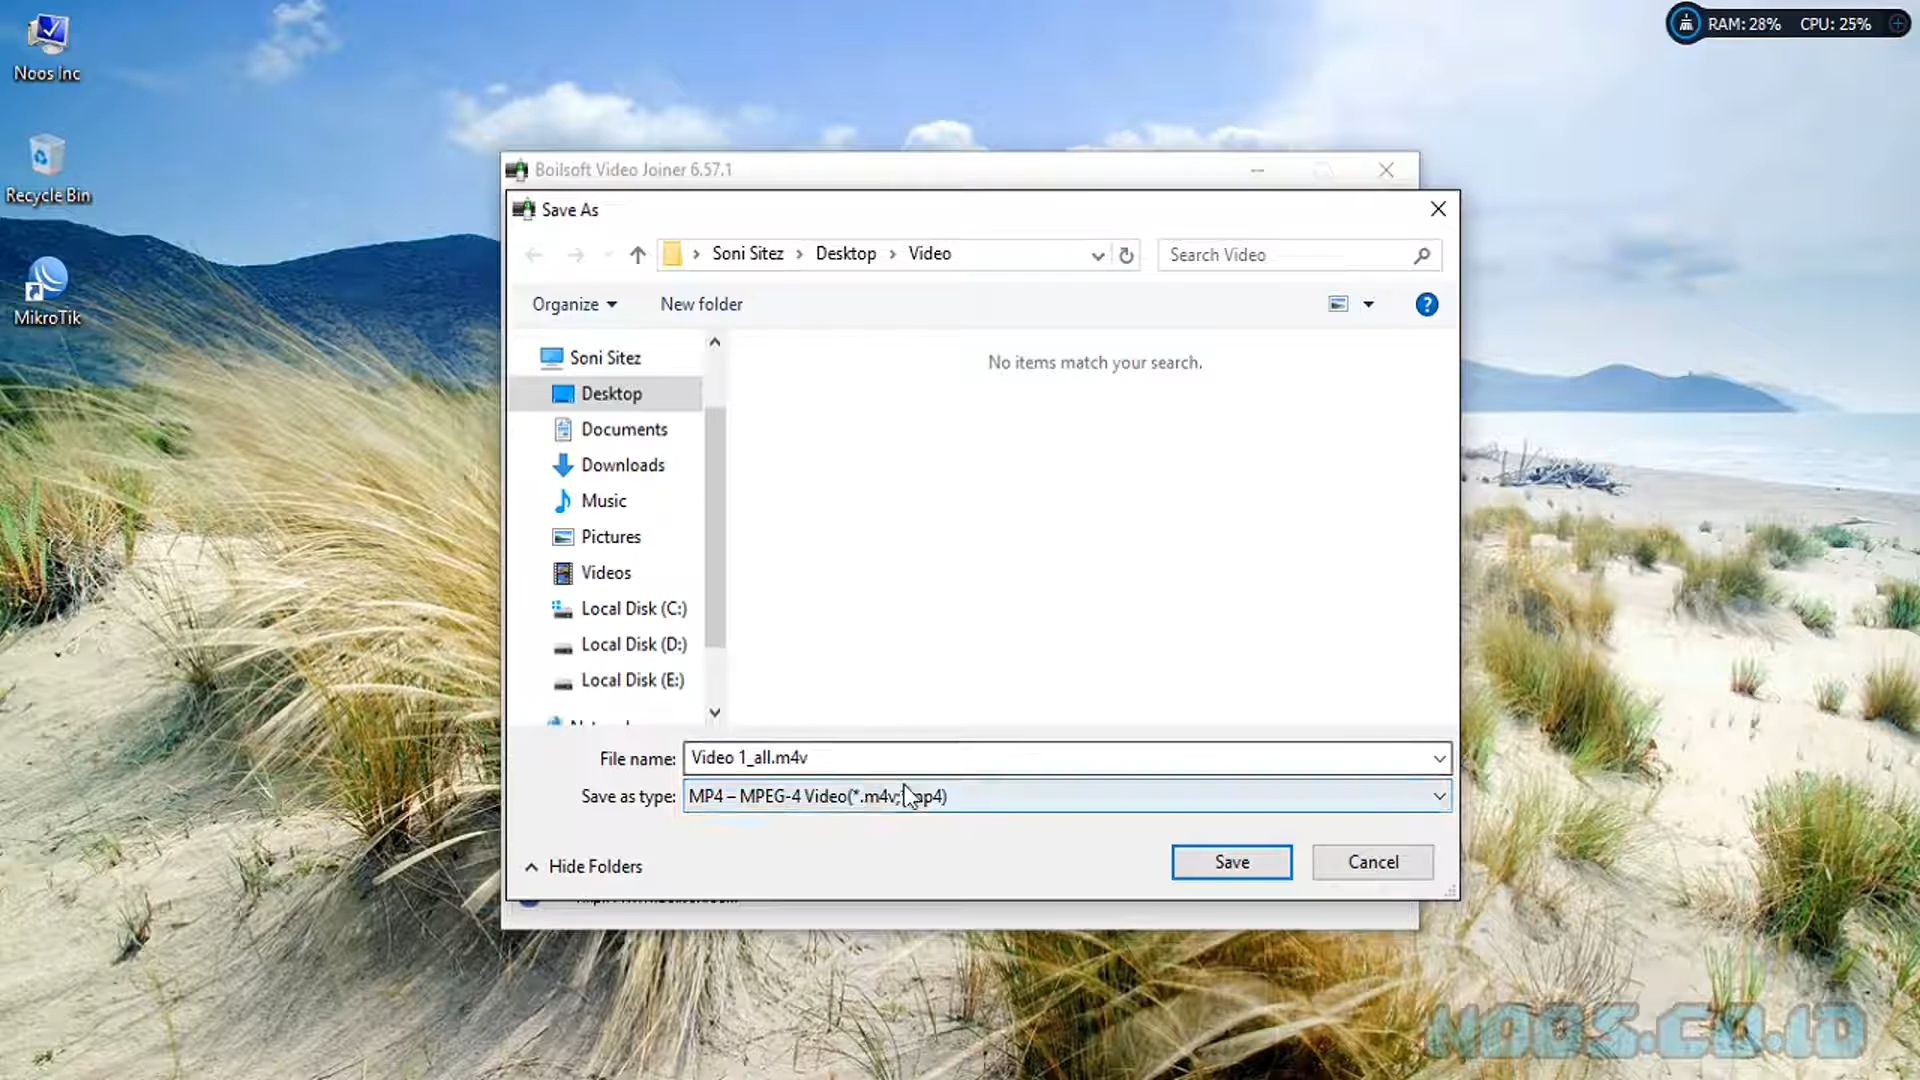 Noos Inc
Recycle Bin
MikroTik
RAM: 28% CPU: 25%
Boilsoft Video Joiner 6.57.1
Save As
Soni Sitez > Desktop > Video
Search Video
Organize
New folder
No items match your search.
Soni Sitez
Desktop
Documents
Downloads
Music
Pictures
Videos
Local Disk (C:)
Local Disk (D:)
Local Disk (E:)
File name: Video 1_all.m4v
Save as type: MP4 – MPEG-4 Video(*.m4v;
Hide Folders
Save
Cancel
NOOS.CO.ID